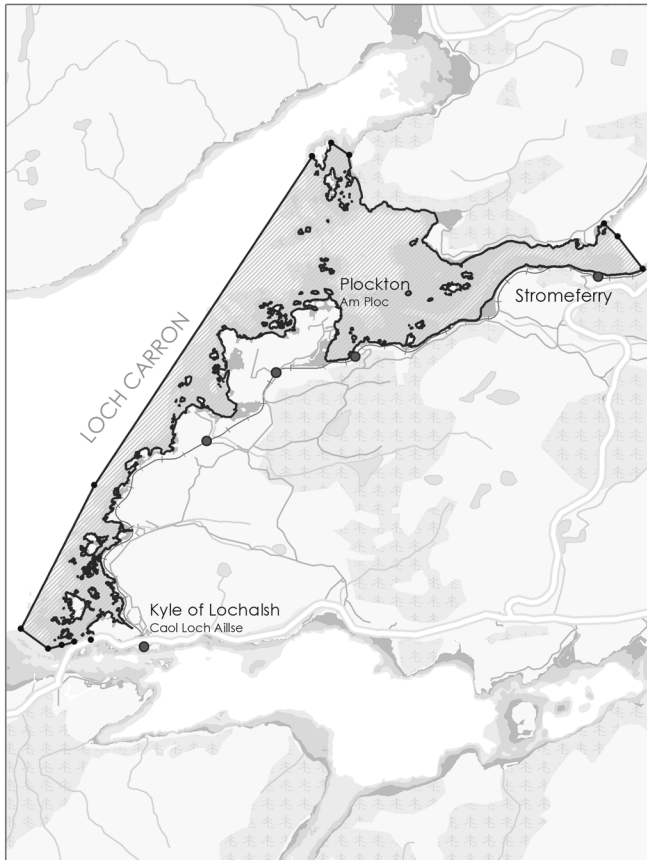 Plockton
Am Ploc
Stromeferry
LOCH CARRON
Kyle of Lochalsh
Caol Loch Aillse